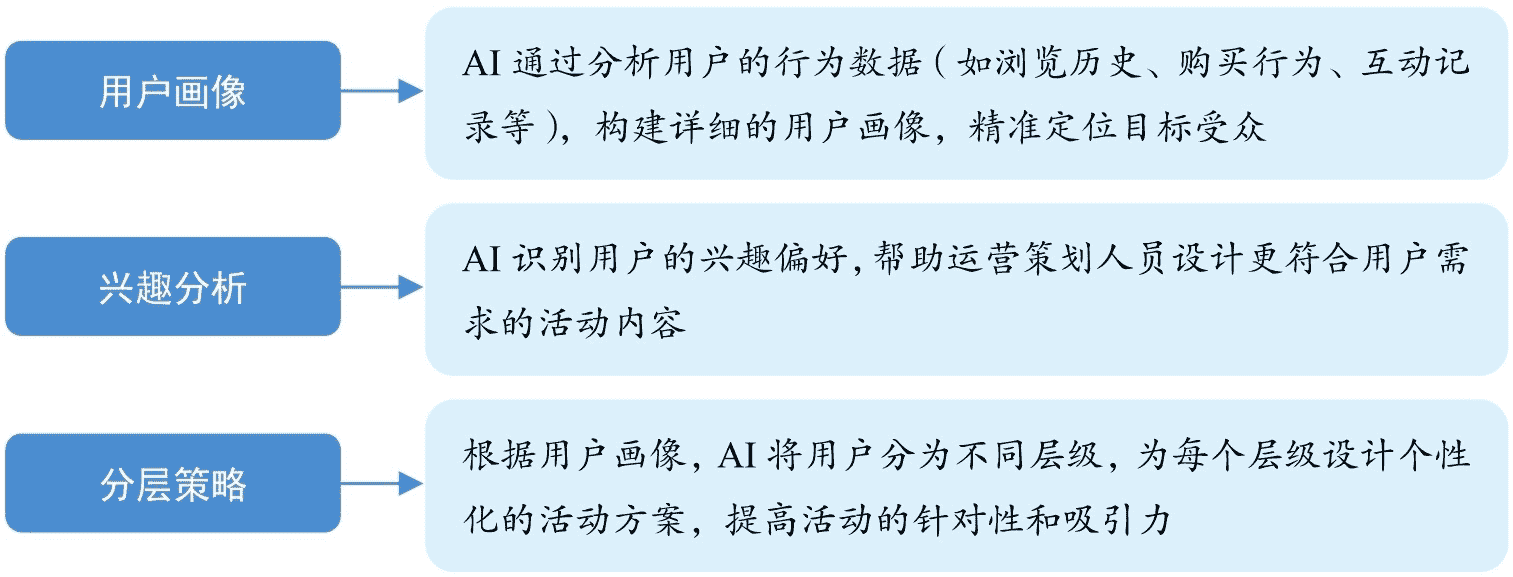 用户画像
AI 通过分析用户的行为数据（如浏览历史、购买行为、互动记
录等），构建详细的用户画像，精准定位目标受众
兴趣分析
AI 识别用户的兴趣偏好，帮助运营策划人员设计更符合用户需
求的活动内容
分层策略
根据用户画像，AI 将用户分为不同层级，为每个层级设计个性
化的活动方案，提高活动的针对性和吸引力